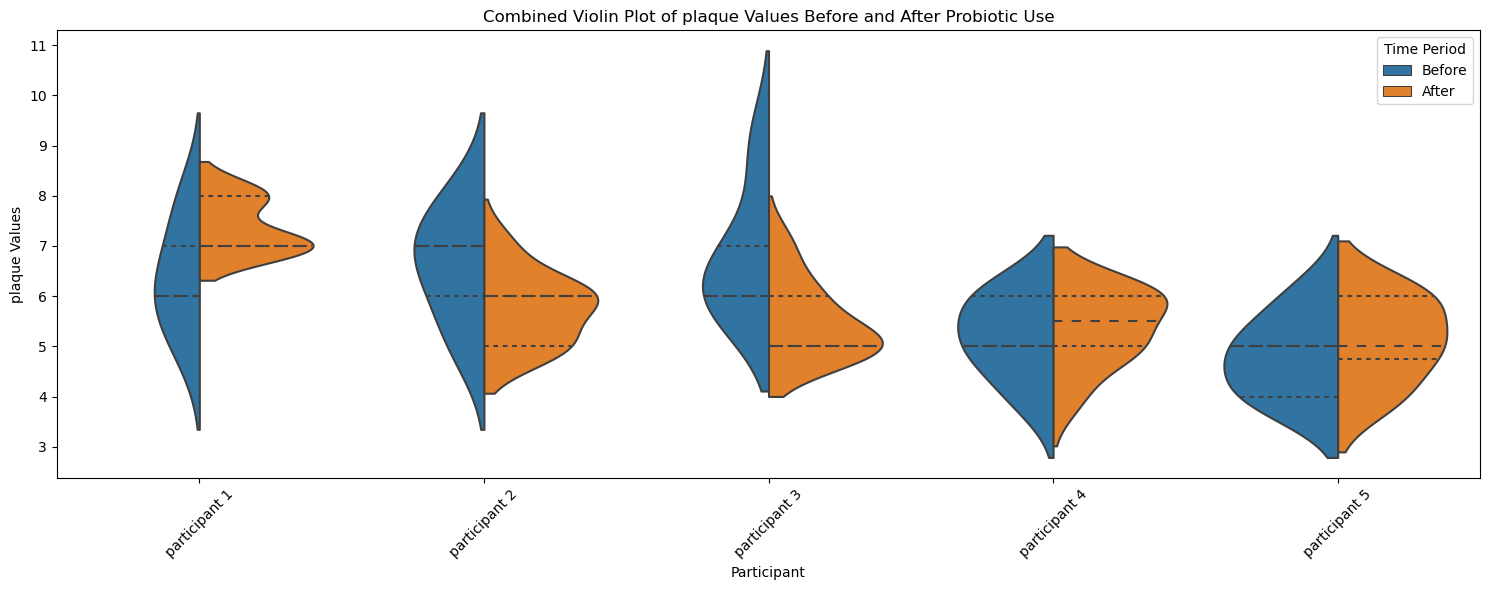 Combined Violin Plot of plaque Values Before and After Probiotic Use
Time Period
Before
After
plaque Values
11
10
9
8
7
6
5
4
3
participant 1
participant 2
participant 3
participant 4
participant 5
Participant